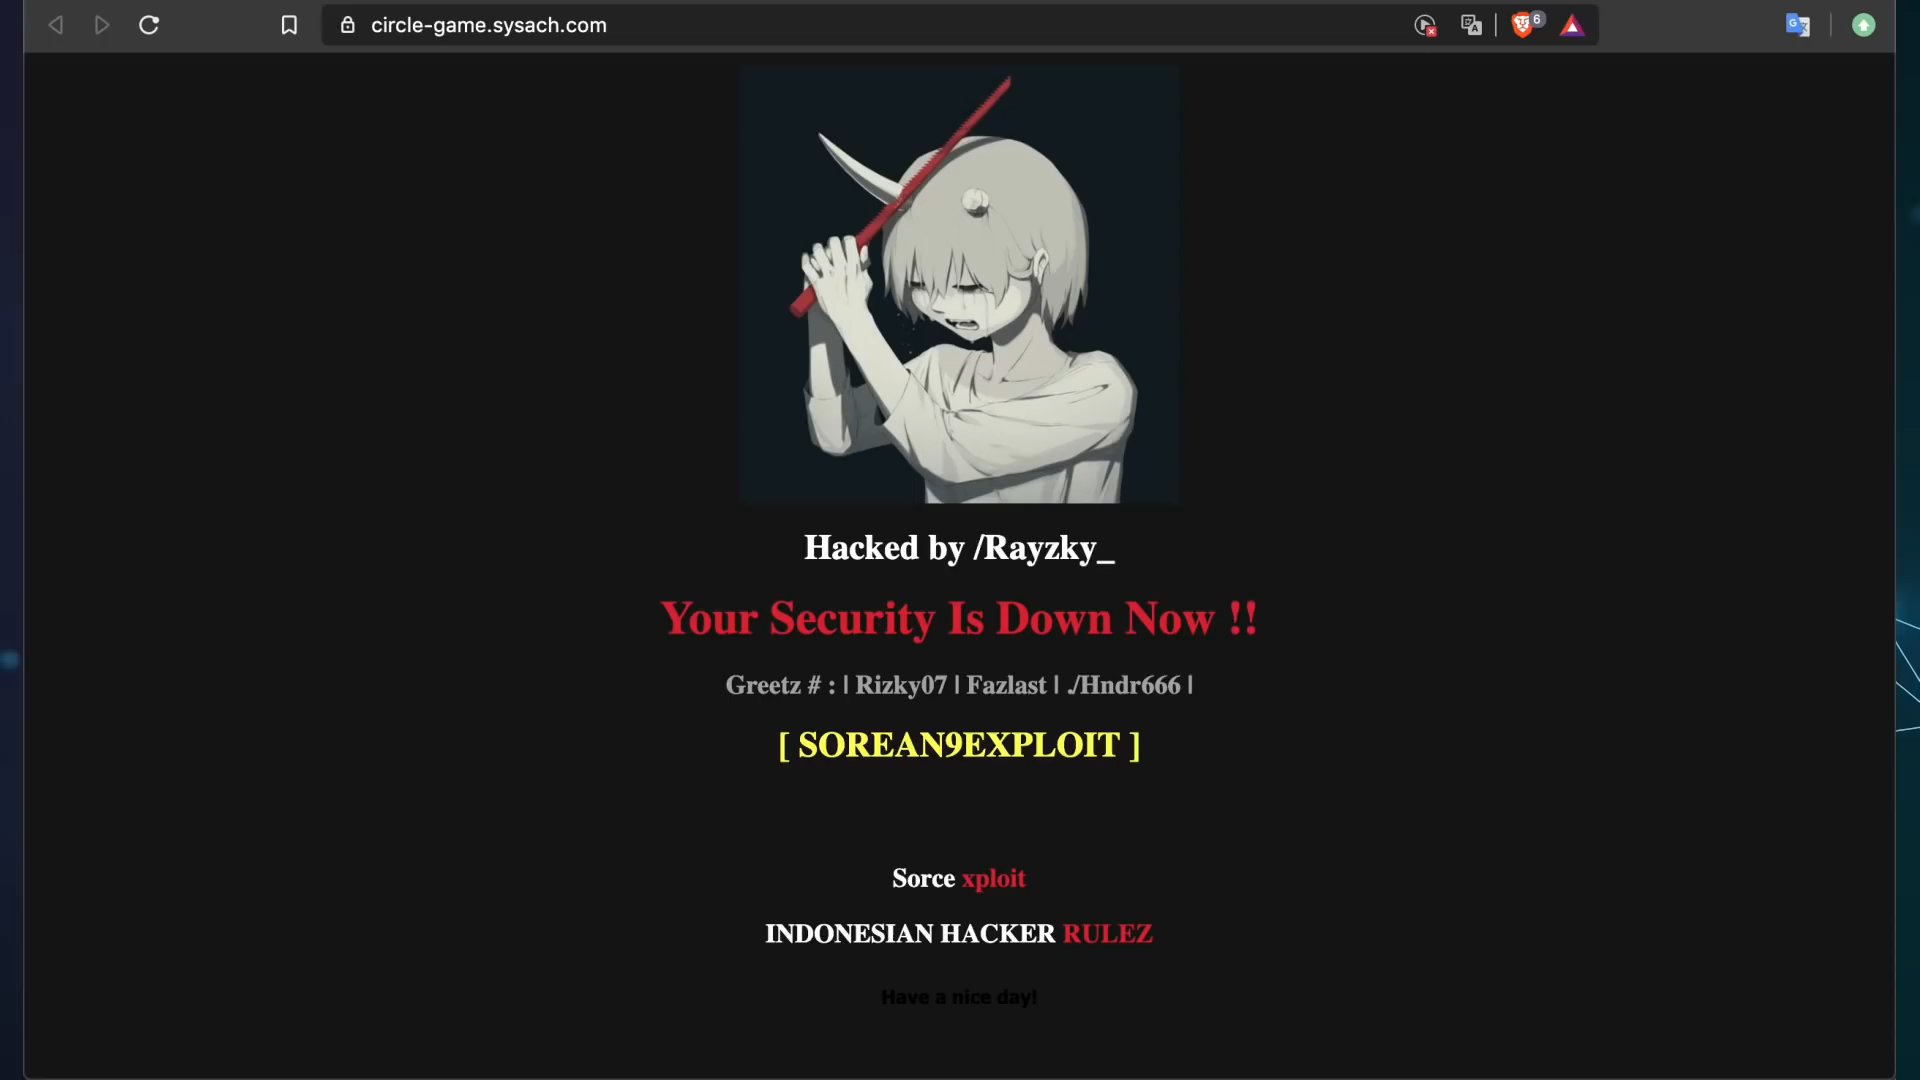 circle-game.sysach.com
6
Hacked by /Rayzky_
Your Security Is Down Now !!
Greetz # : | Rizky07 | Fazlast | ./Hndr666 |
[ SOREAN9EXPLOIT ]
Sorce xploit
INDONESIAN HACKER RULEZ
Have a nice day!